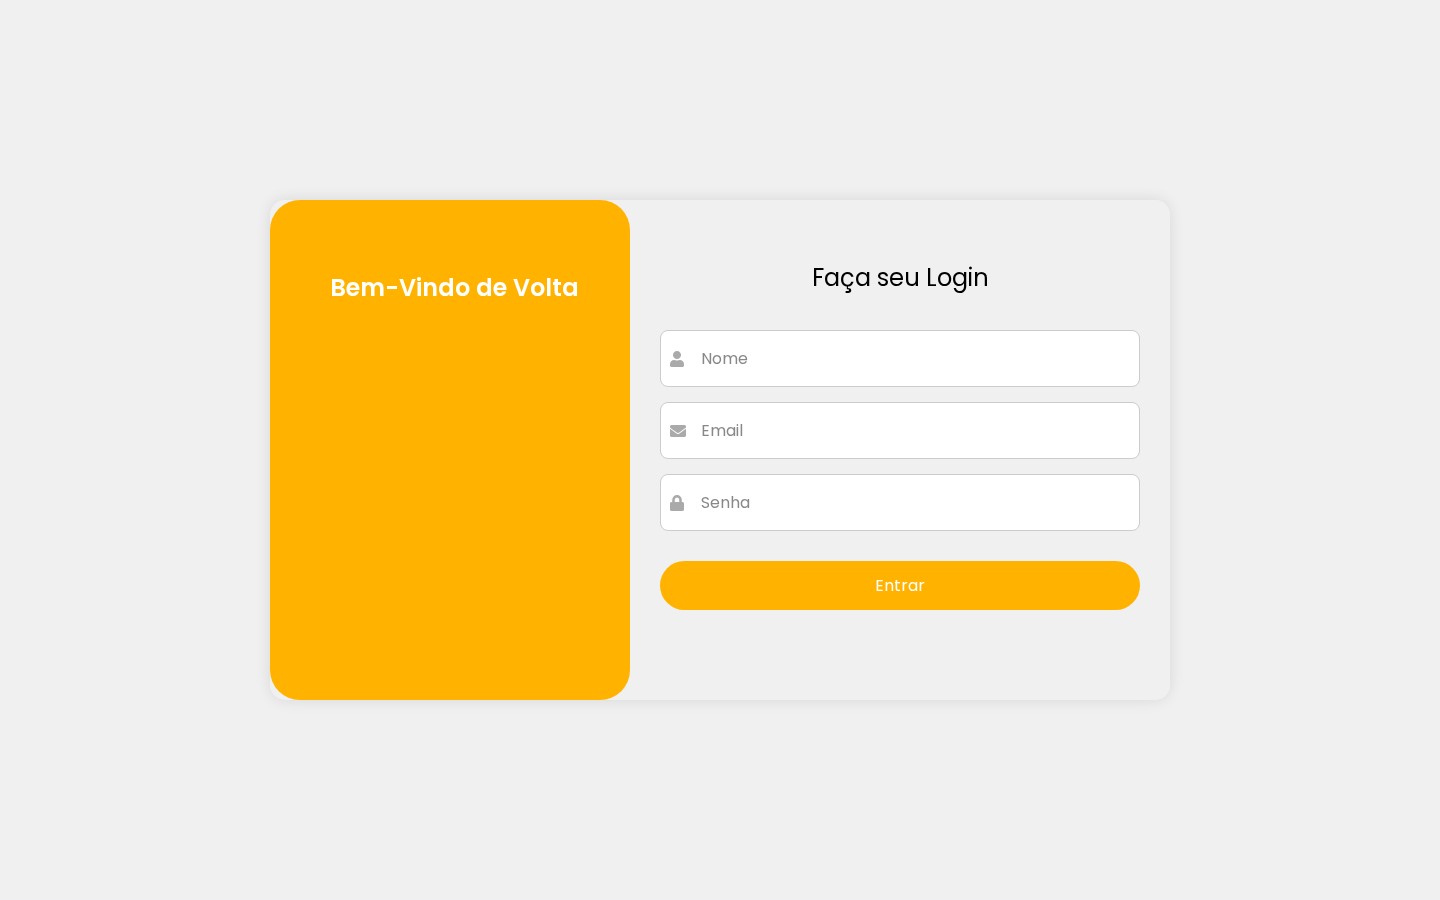 Bem-Vindo de Volta
Faça seu Login
Nome
Email
Senha
Entrar